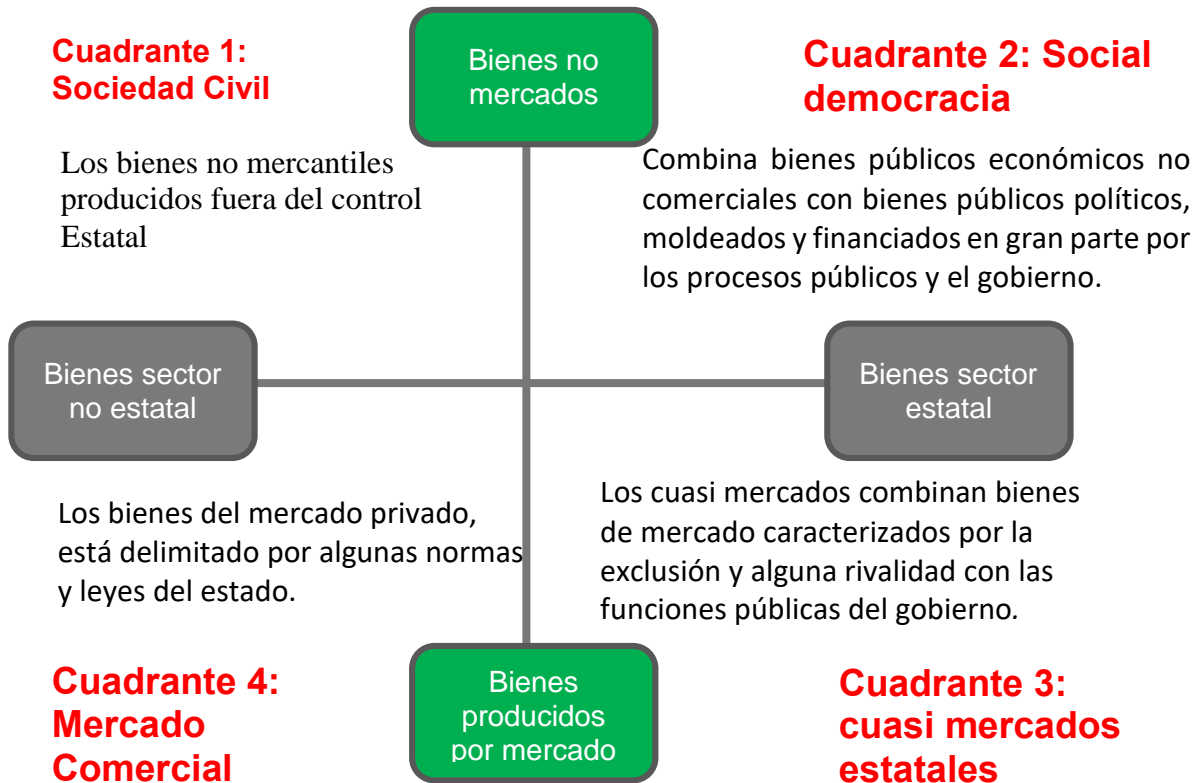 Cuadrante 1:
Sociedad Civil
Los bienes no mercantiles
producidos fuera del control
Estatal
Bienes no
mercados
Cuadrante 2: Social
democracia
Combina bienes públicos económicos no
comerciales con bienes públicos políticos,
moldeados y financiados en gran parte por
los procesos públicos y el gobierno.
Bienes sector
no estatal
Bienes sector
estatal
Los bienes del mercado privado,
está delimitado por algunas normas
y leyes del estado.
Los cuasi mercados combinan bienes
de mercado caracterizados por la
exclusión y alguna rivalidad con las
funciones públicas del gobierno.
Cuadrante 4:
Mercado
Comercial
Bienes
producidos
por mercado
Cuadrante 3:
cuasi mercados
estatales